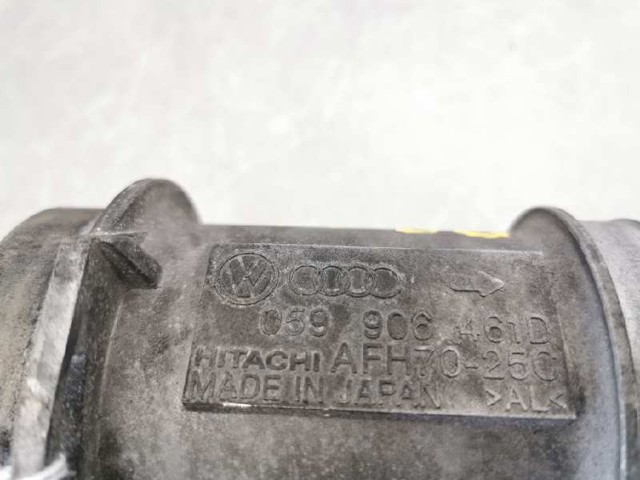 059 906 461D
HITACHI AFH70-25C
MADE IN JAPAN >AL<